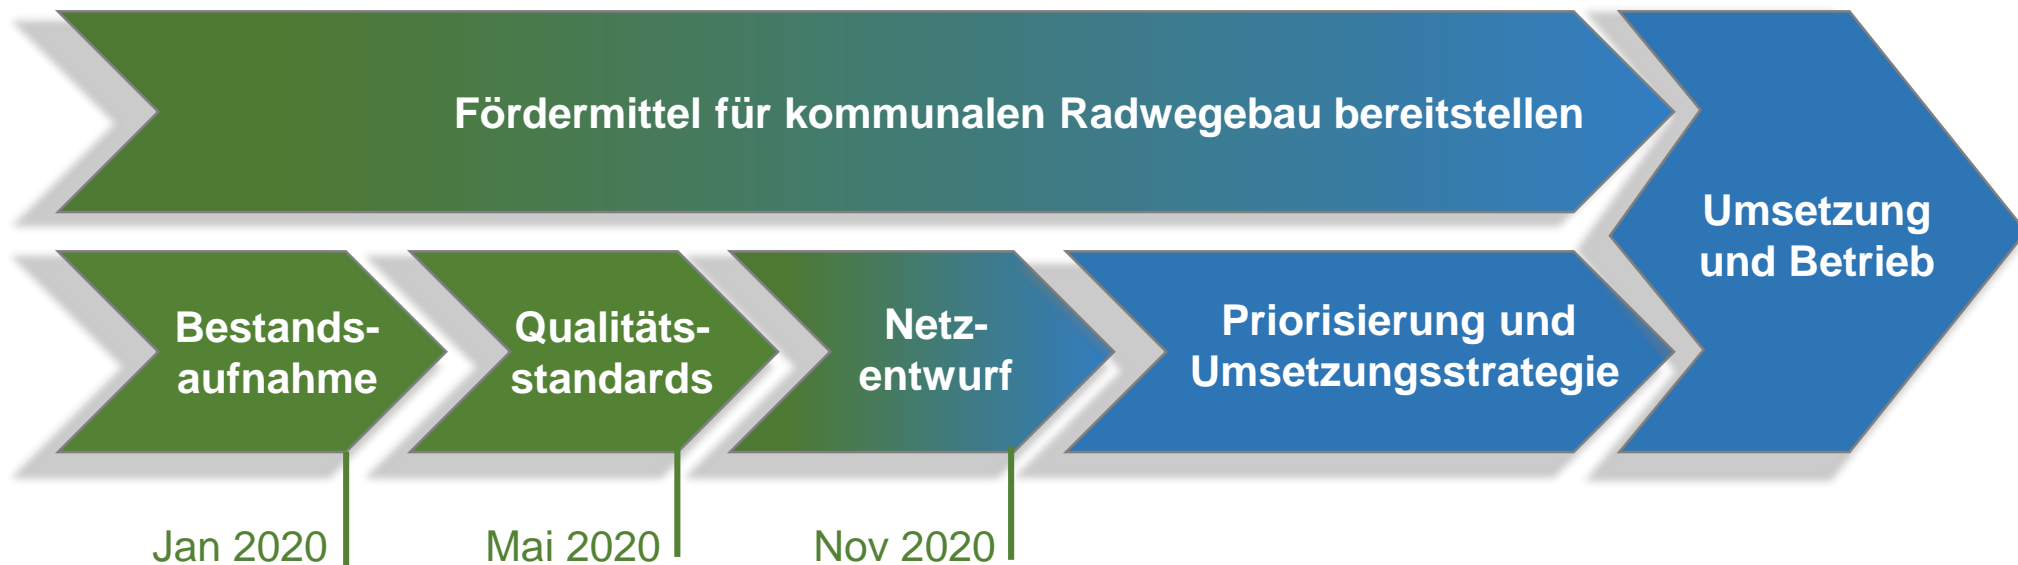 Fördermittel für kommunalen Radwegebau bereitstellen
Umsetzung
und Betrieb
Bestands-
aufnahme
Qualitäts-
standards
Netz-
entwurf
Priorisierung und
Umsetzungsstrategie
Jan 2020
Mai 2020
Nov 2020